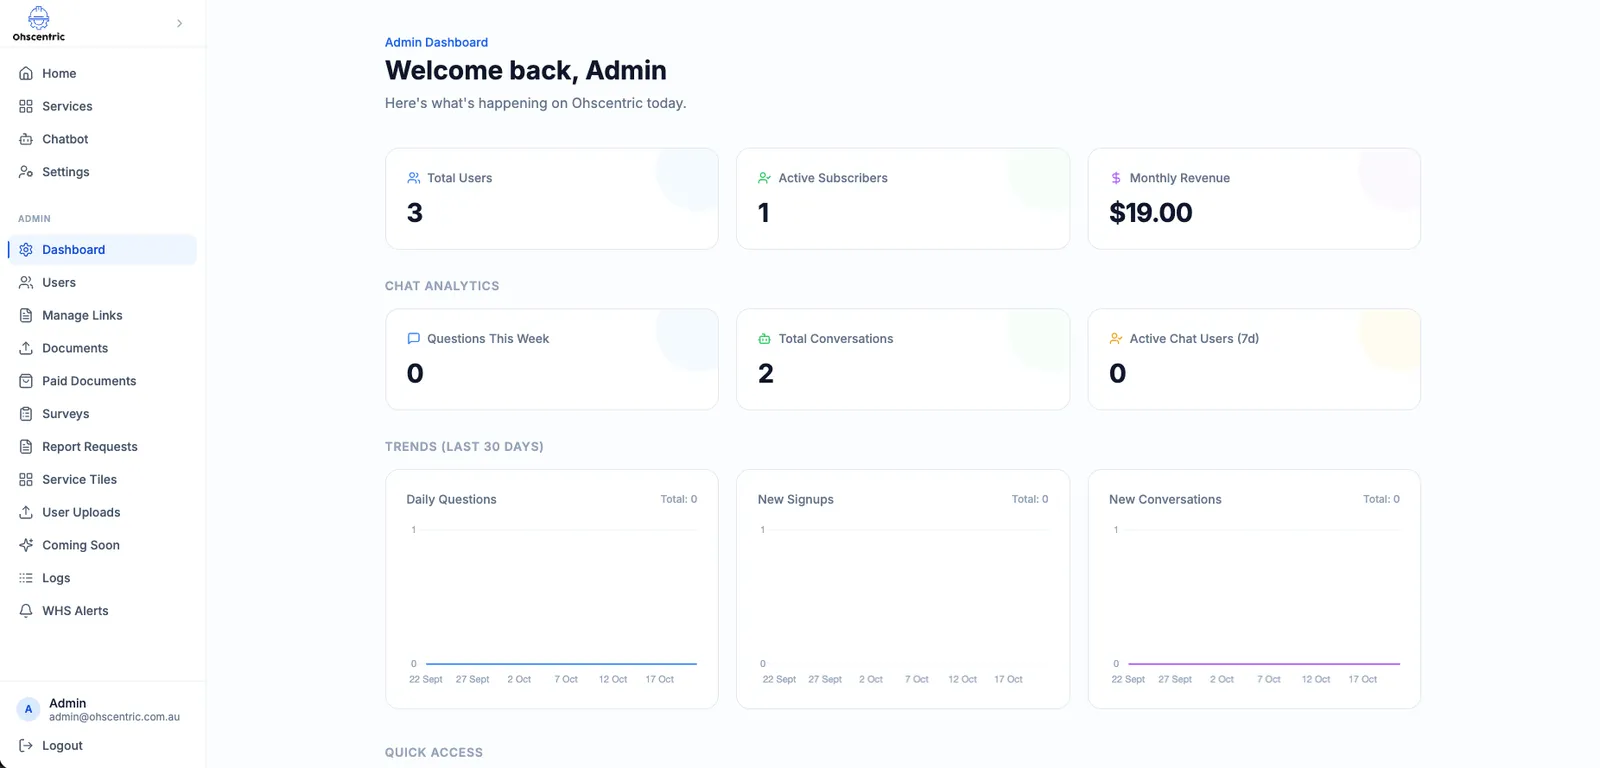 Ohscentric
Home
Services
Chatbot
Settings
ADMIN
Dashboard
Users
Manage Links
Documents
Paid Documents
Surveys
Report Requests
Service Tiles
User Uploads
Coming Soon
Logs
WHS Alerts
A
Admin
admin@ohscentric.com.au
Logout
Admin Dashboard
Welcome back, Admin
Here's what's happening on Ohscentric today.
Total Users
3
Active Subscribers
1
Monthly Revenue
$19.00
CHAT ANALYTICS
Questions This Week
0
Total Conversations
2
Active Chat Users (7d)
0
TRENDS (LAST 30 DAYS)
Daily Questions Total: 0
1
0
22 Sept 27 Sept 2 Oct 7 Oct 12 Oct 17 Oct
New Signups Total: 0
1
0
22 Sept 27 Sept 2 Oct 7 Oct 12 Oct 17 Oct
New Conversations Total: 0
1
0
22 Sept 27 Sept 2 Oct 7 Oct 12 Oct 17 Oct
QUICK ACCESS